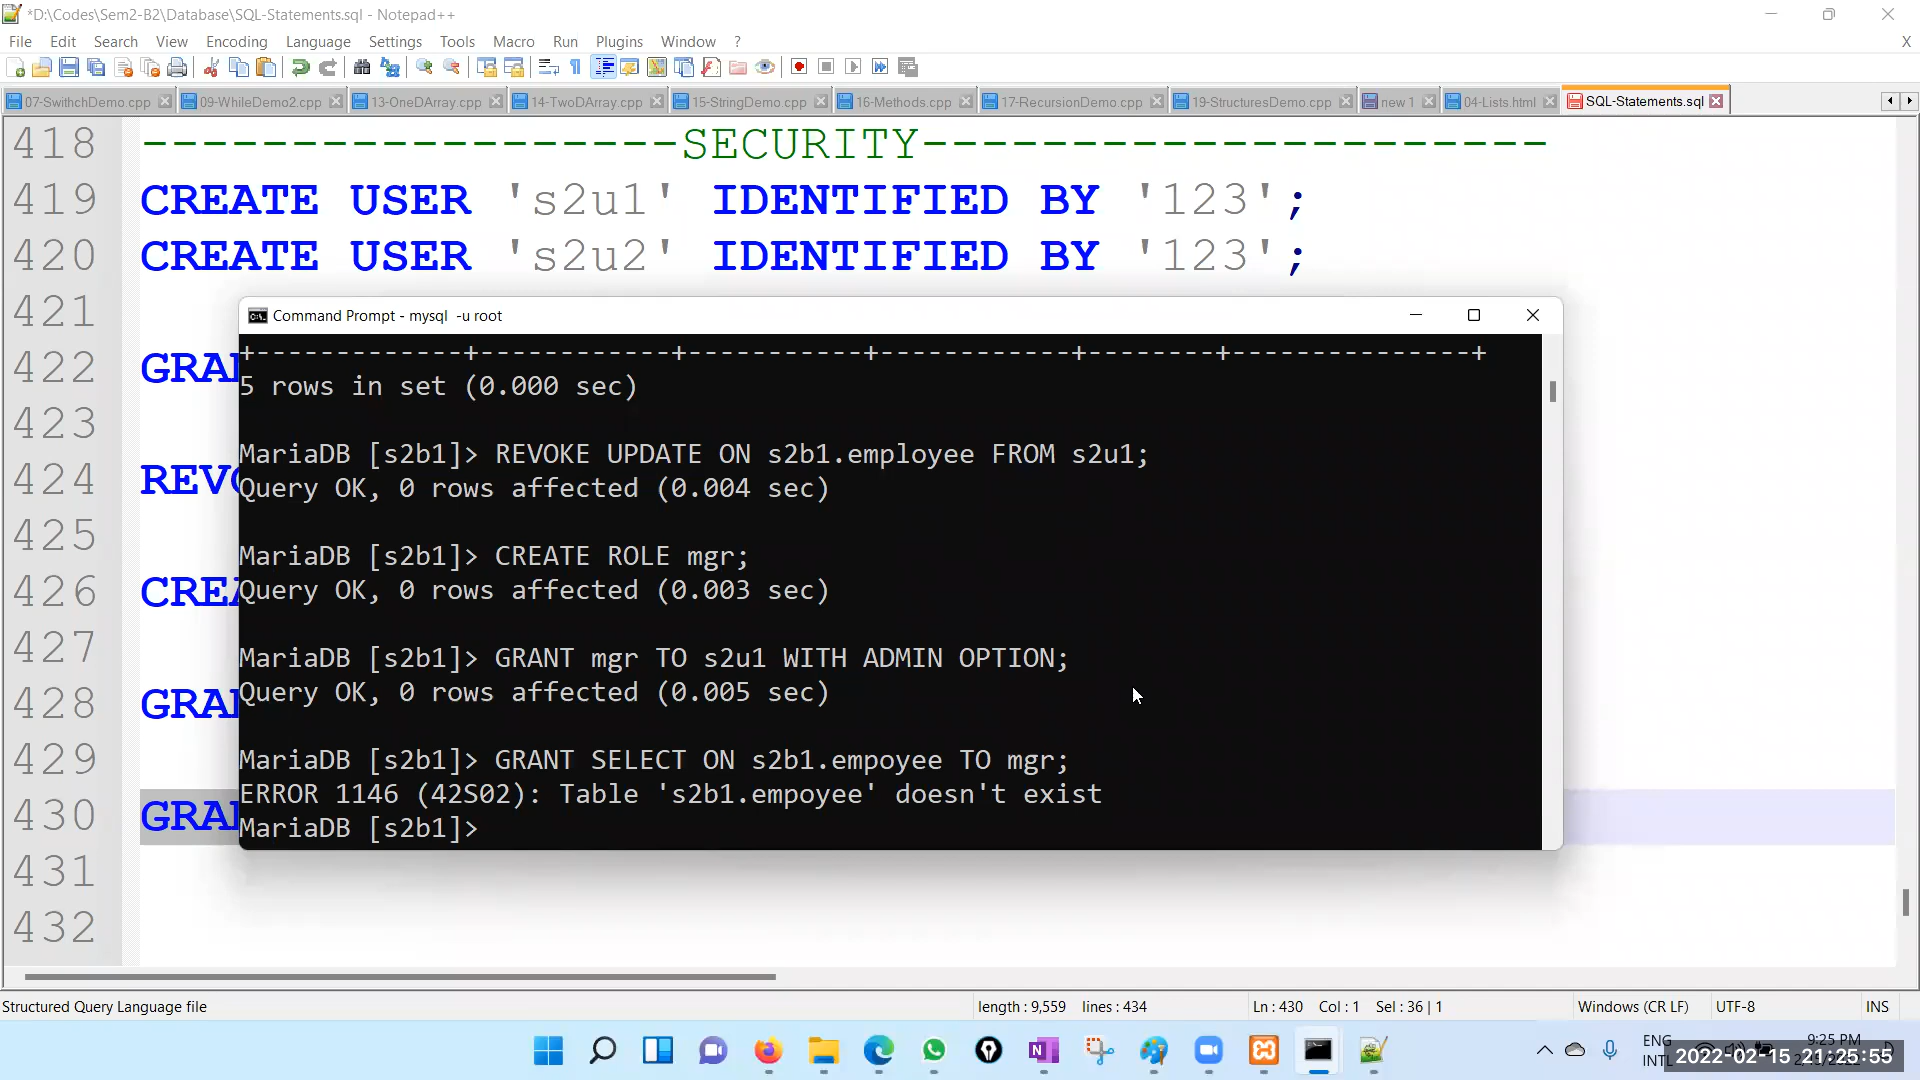 *D:\Codes\Sem2-B2\Database\SQL-Statements.sql - Notepad++
File Edit Search View Encoding Language Settings Tools Macro Run Plugins Window ? X
07-SwithchDemo.cpp 09-WhileDemo2.cpp 13-OneDArray.cpp 14-TwoDArray.cpp 15-StringDemo.cpp 16-Methods.cpp 17-RecursionDemo.cpp 19-StructuresDemo.cpp new 1 04-Lists.html SQL-Statements.sql
418 ------------------SECURITY---------------------
419 CREATE USER 's2u1' IDENTIFIED BY '123';
420 CREATE USER 's2u2' IDENTIFIED BY '123';
421
422 GRA
423
424 REVO
425
426 CREA
427
428 GRA
429
430 GRA
431
432
Command Prompt - mysql -u root
+-------------+------------+-----------+------------+--------+---------------+
5 rows in set (0.000 sec)
MariaDB [s2b1]> REVOKE UPDATE ON s2b1.employee FROM s2u1;
Query OK, 0 rows affected (0.004 sec)
MariaDB [s2b1]> CREATE ROLE mgr;
Query OK, 0 rows affected (0.003 sec)
MariaDB [s2b1]> GRANT mgr TO s2u1 WITH ADMIN OPTION;
Query OK, 0 rows affected (0.005 sec)
MariaDB [s2b1]> GRANT SELECT ON s2b1.empoyee TO mgr;
ERROR 1146 (42S02): Table 's2b1.empoyee' doesn't exist
MariaDB [s2b1]>
Structured Query Language file length : 9,559 lines : 434 Ln : 430 Col : 1 Sel : 36 | 1 Windows (CR LF) UTF-8 INS
ENG 9:25 PM
INTL
2022-02-15 21:25:55